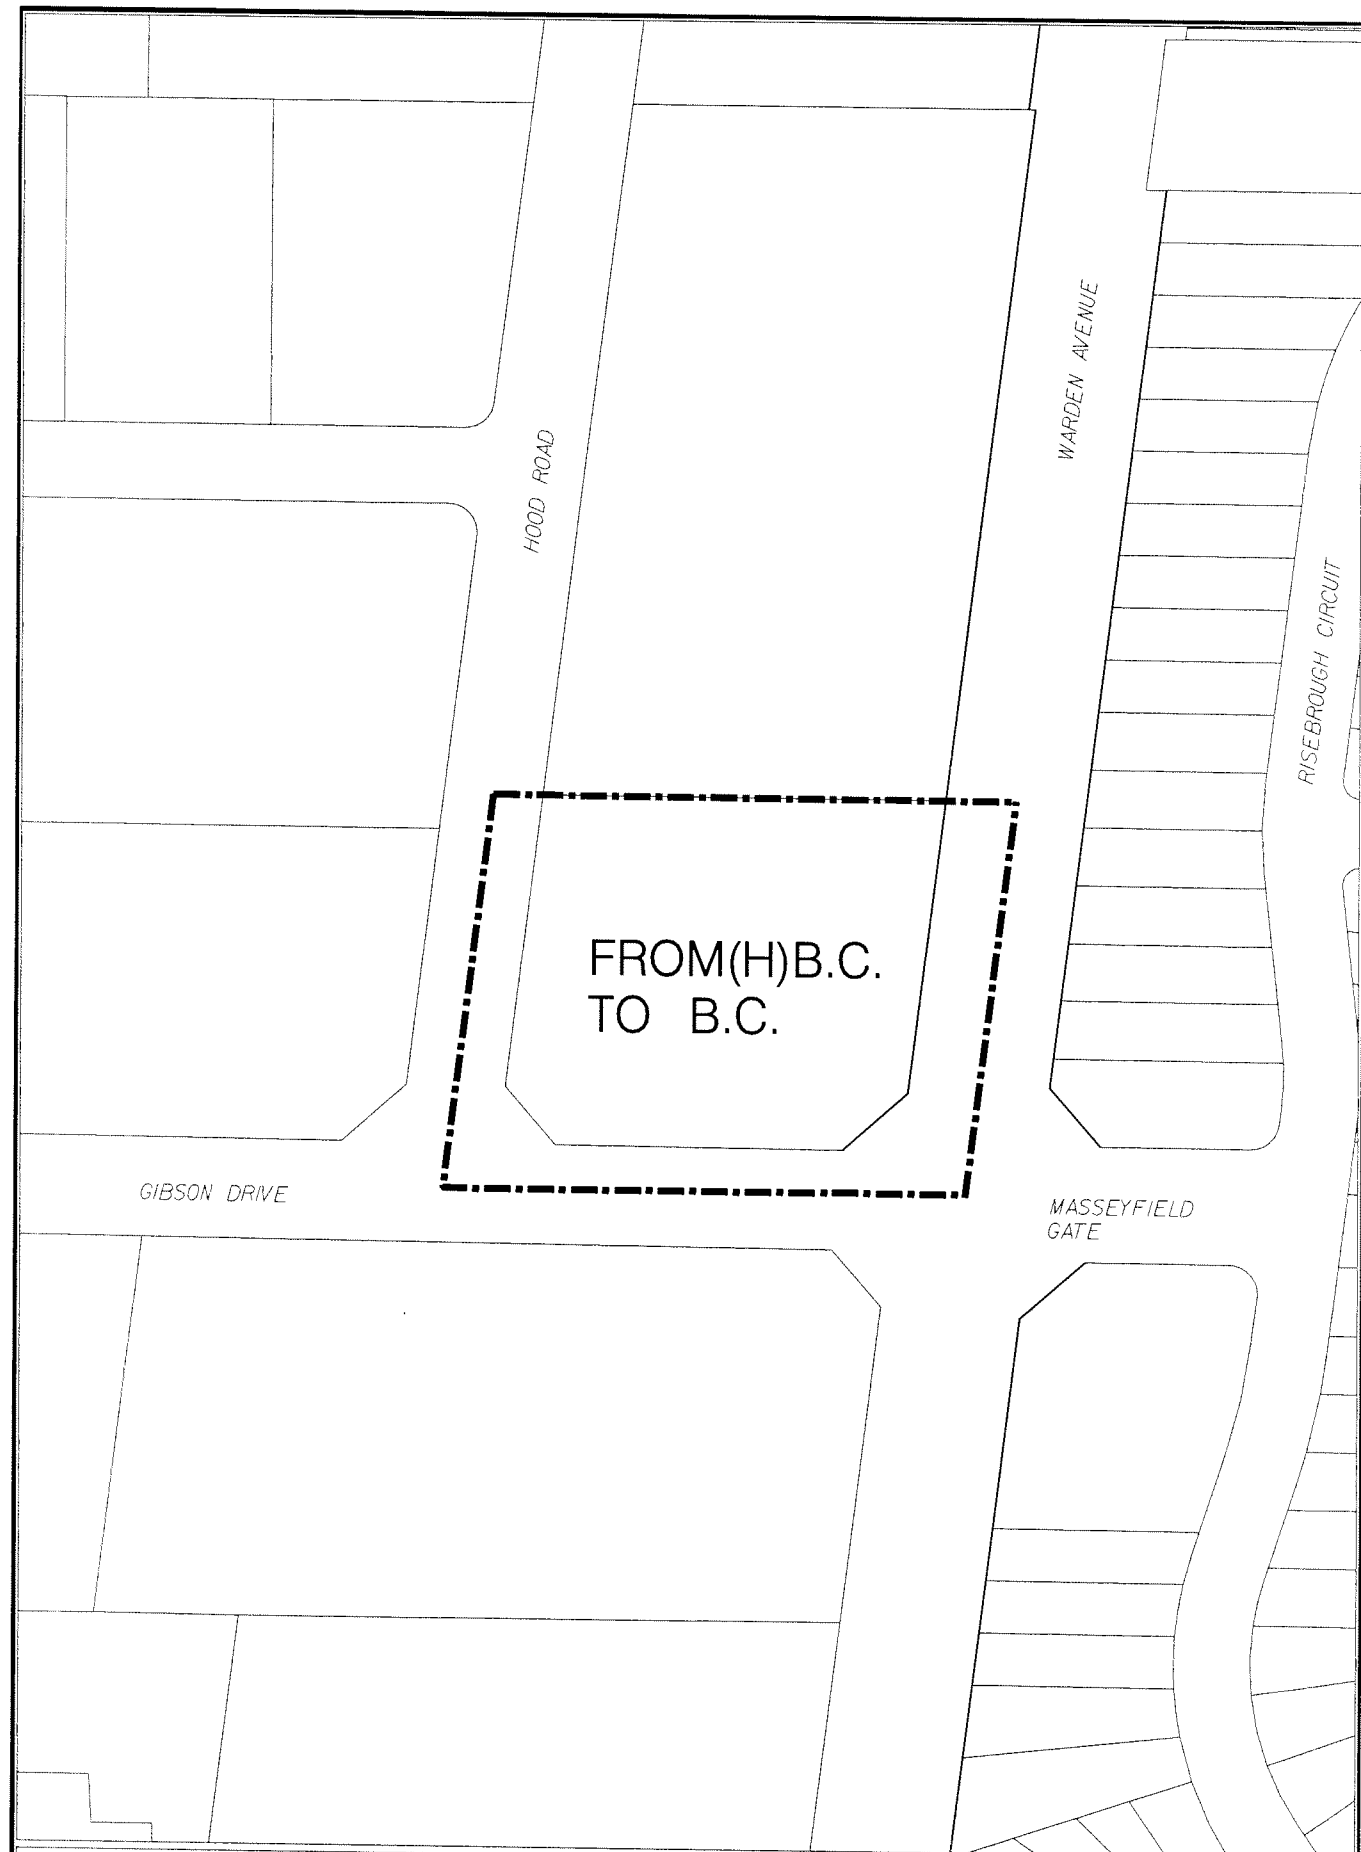 WARDEN AVENUE
HOOD ROAD
RISEBROUGH CIRCUIT
FROM(H)B.C.
TO B.C.
GIBSON DRIVE
MASSEYFIELD
GATE